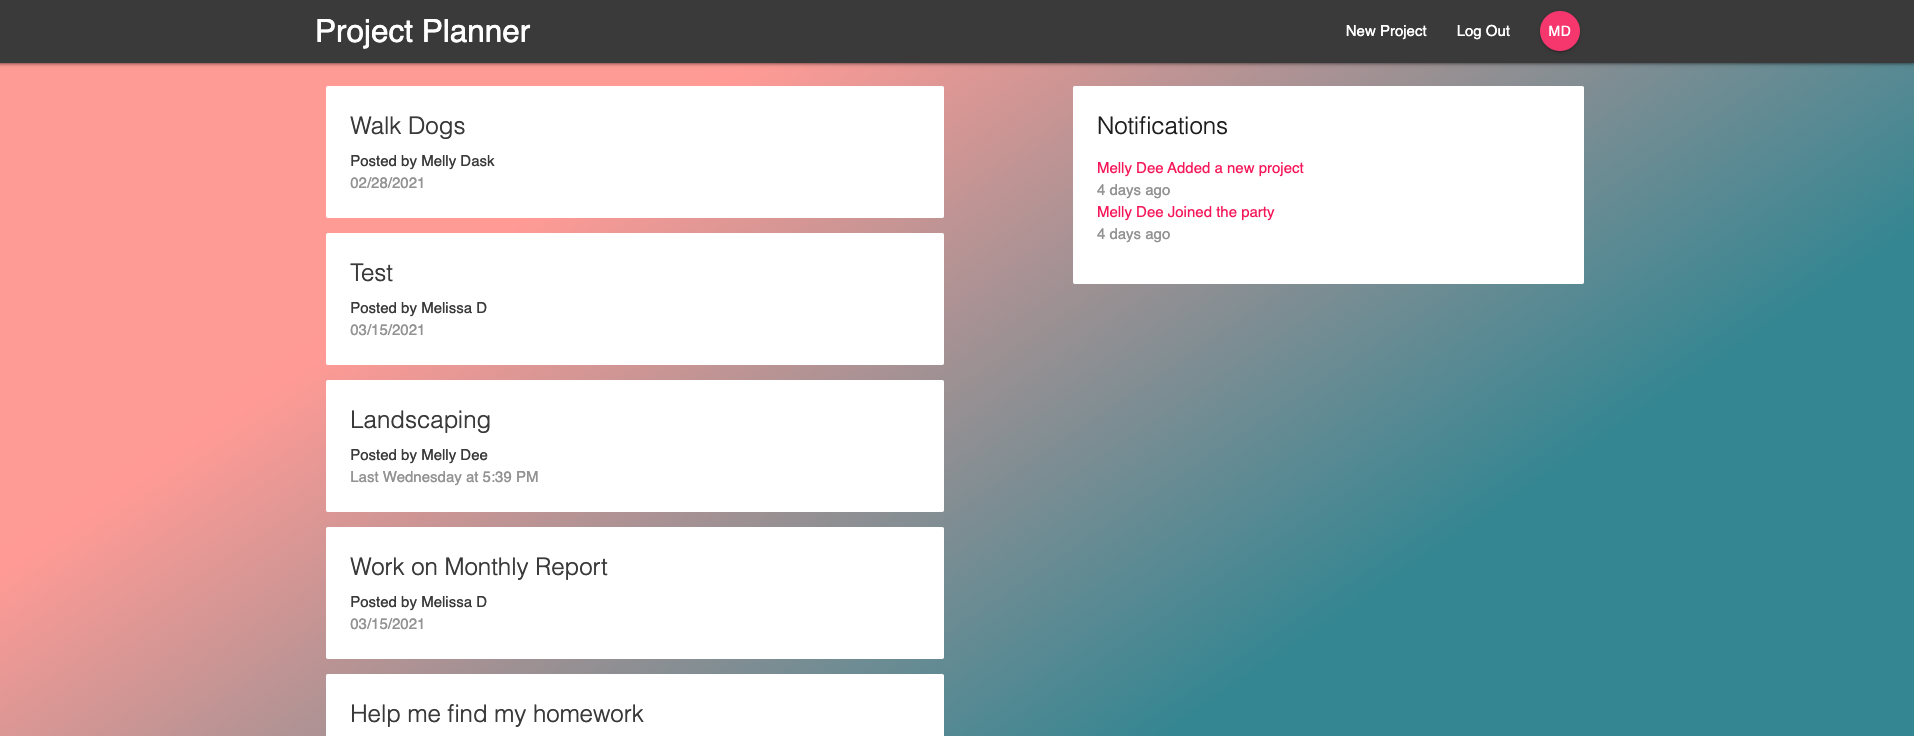 Project Planner
New Project
Log Out
MD
Walk Dogs
Posted by Melly Dask
02/28/2021
Test
Posted by Melissa D
03/15/2021
Landscaping
Posted by Melly Dee
Last Wednesday at 5:39 PM
Work on Monthly Report
Posted by Melissa D
03/15/2021
Help me find my homework
Notifications
Melly Dee Added a new project
4 days ago
Melly Dee Joined the party
4 days ago